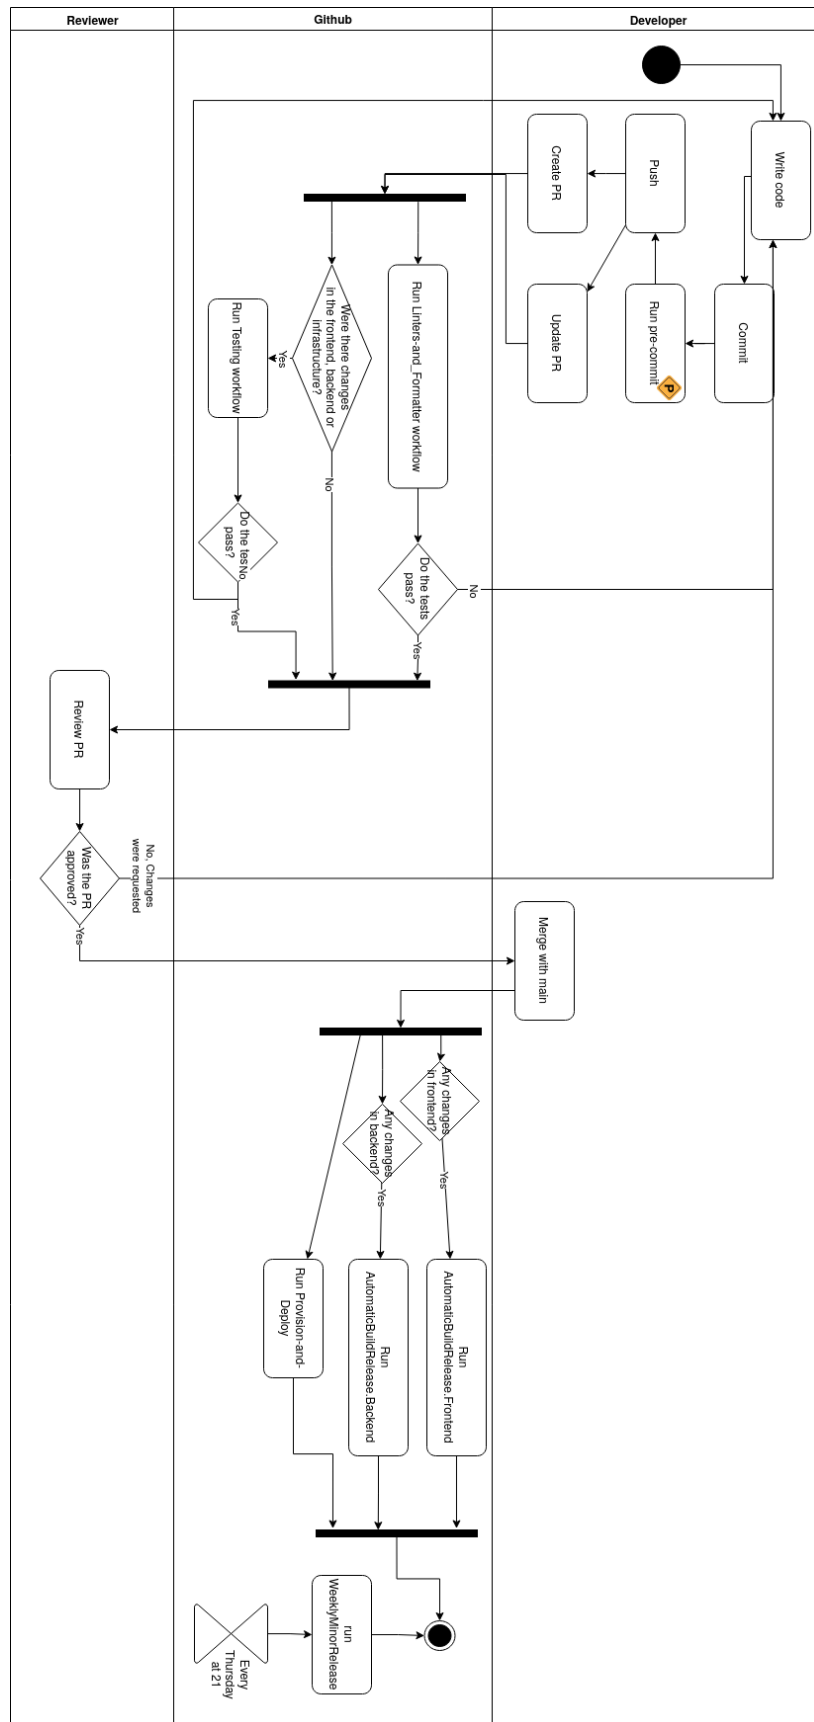 Reviewer
Github
Developer
Write code
Push
Create PR
Commit
Run pre-commit
P
Update PR
Run Linters-and_Formatter workflow
Were there changes
in the frontend, backend or
infrastructure?
Yes
Run Testing workflow
No
Do the tests
pass?
No
Yes
Do the tes
pass?
No
Yes
Review PR
Was the PR
approved?
No, Changes
were requested
Yes
Merge with main
Any changes
in frontend?
Yes
Any changes
in backend?
Yes
Run
AutomaticBuildRelease.Frontend
Run
AutomaticBuildRelease.Backend
Run Provision-and-
Deploy
run
WeeklyMinorRelease
Every
Thursday
at 21